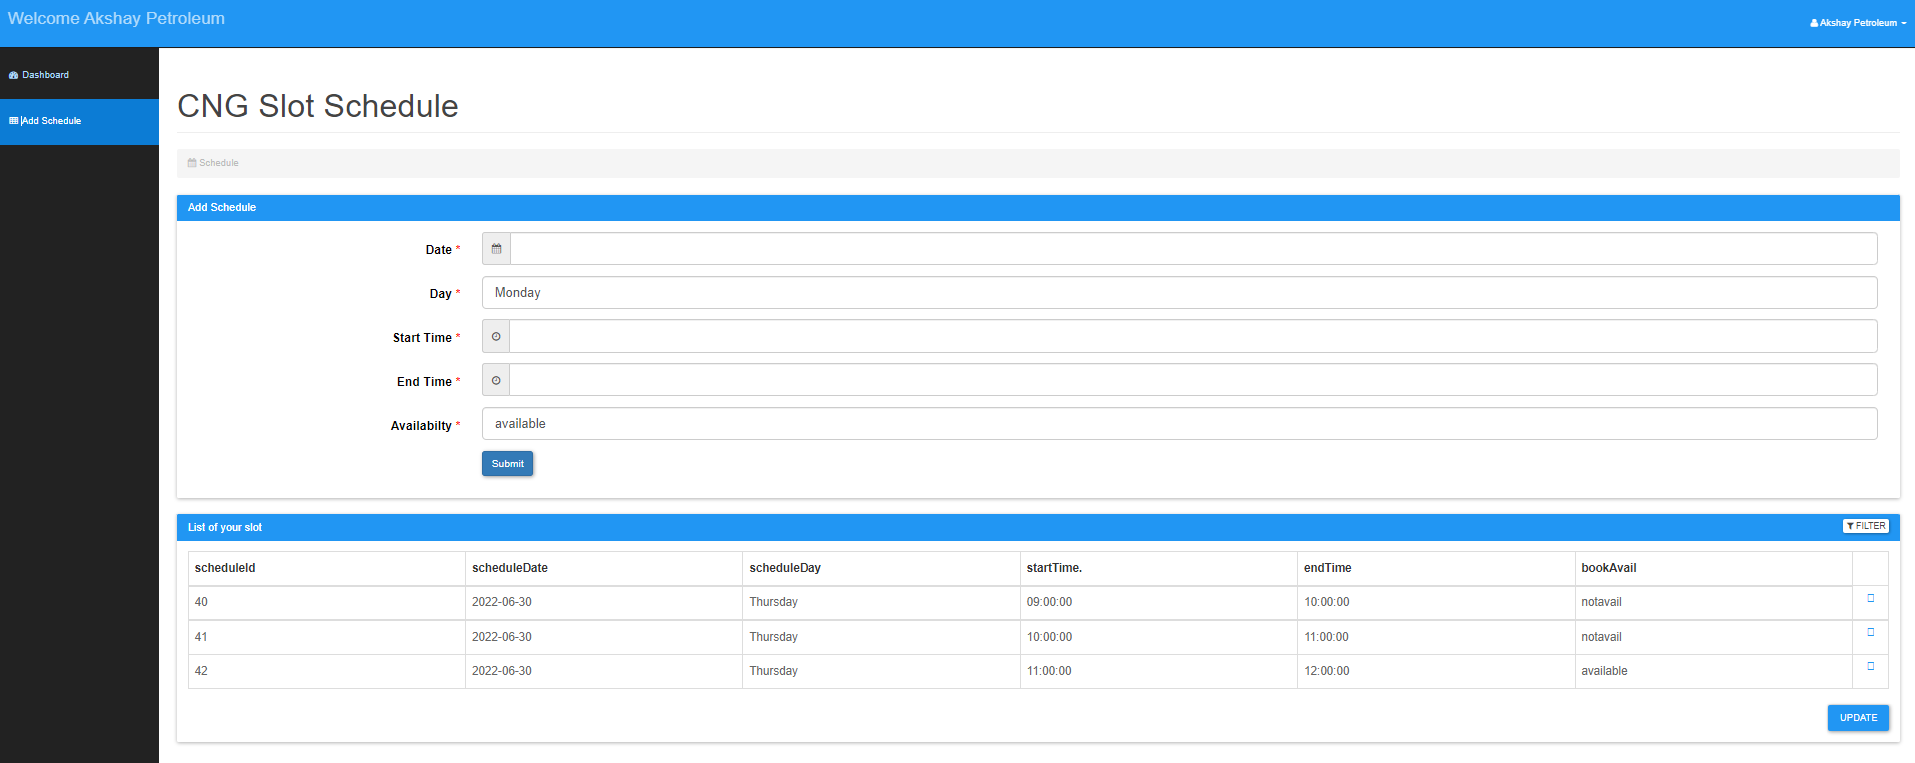 Welcome Akshay Petroleum
Akshay Petroleum
Dashboard
Add Schedule
CNG Slot Schedule
Schedule
Add Schedule
Date *
Day * Monday
Start Time *
End Time *
Availabilty * available
Submit
List of your slot FILTER
scheduleId scheduleDate scheduleDay startTime. endTime bookAvail
40 2022-06-30 Thursday 09:00:00 10:00:00 notavail
41 2022-06-30 Thursday 10:00:00 11:00:00 notavail
42 2022-06-30 Thursday 11:00:00 12:00:00 available
UPDATE